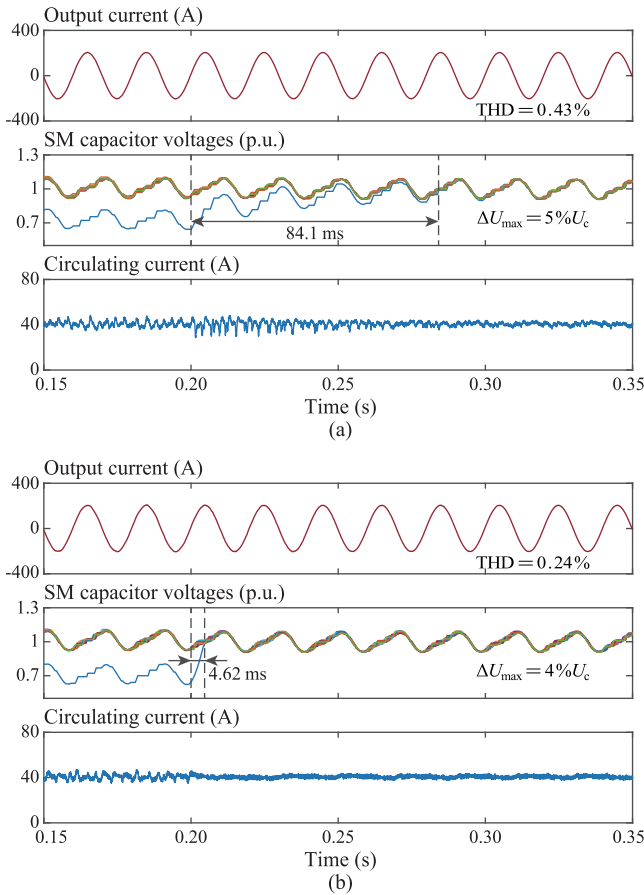 Output current (A)
400
0
-400
THD = 0.43%
SM capacitor voltages (p.u.)
1.3
1
0.7
84.1 ms
ΔUmax = 5%Uc
Circulating current (A)
80
40
0
0.15 0.20 0.25 0.30 0.35
Time (s)
(a)
Output current (A)
400
0
-400
THD = 0.24%
SM capacitor voltages (p.u.)
1.3
1
0.7
4.62 ms
ΔUmax = 4%Uc
Circulating current (A)
80
40
0
0.15 0.20 0.25 0.30 0.35
Time (s)
(b)